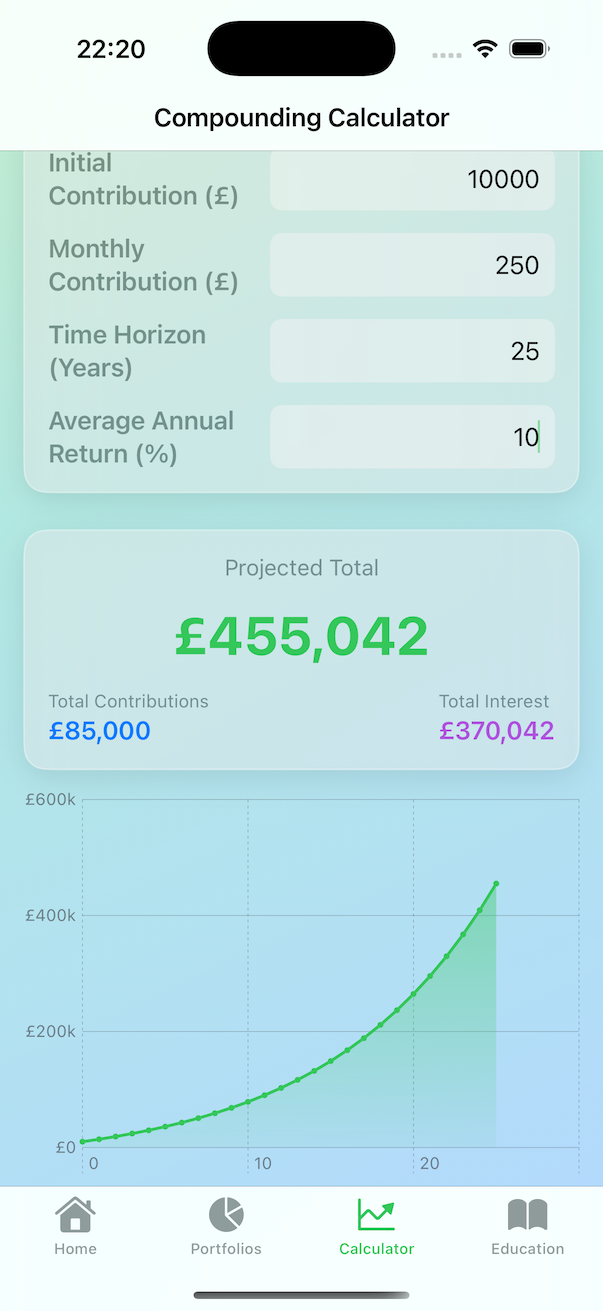 22:20
Compounding Calculator
Initial
Contribution (£)
10000
Monthly
Contribution (£)
250
Time Horizon
(Years)
25
Average Annual
Return (%)
10
Projected Total
£455,042
Total Contributions
Total Interest
£85,000
£370,042
£600k
£400k
£200k
£0
0
10
20
Home
Portfolios
Calculator
Education